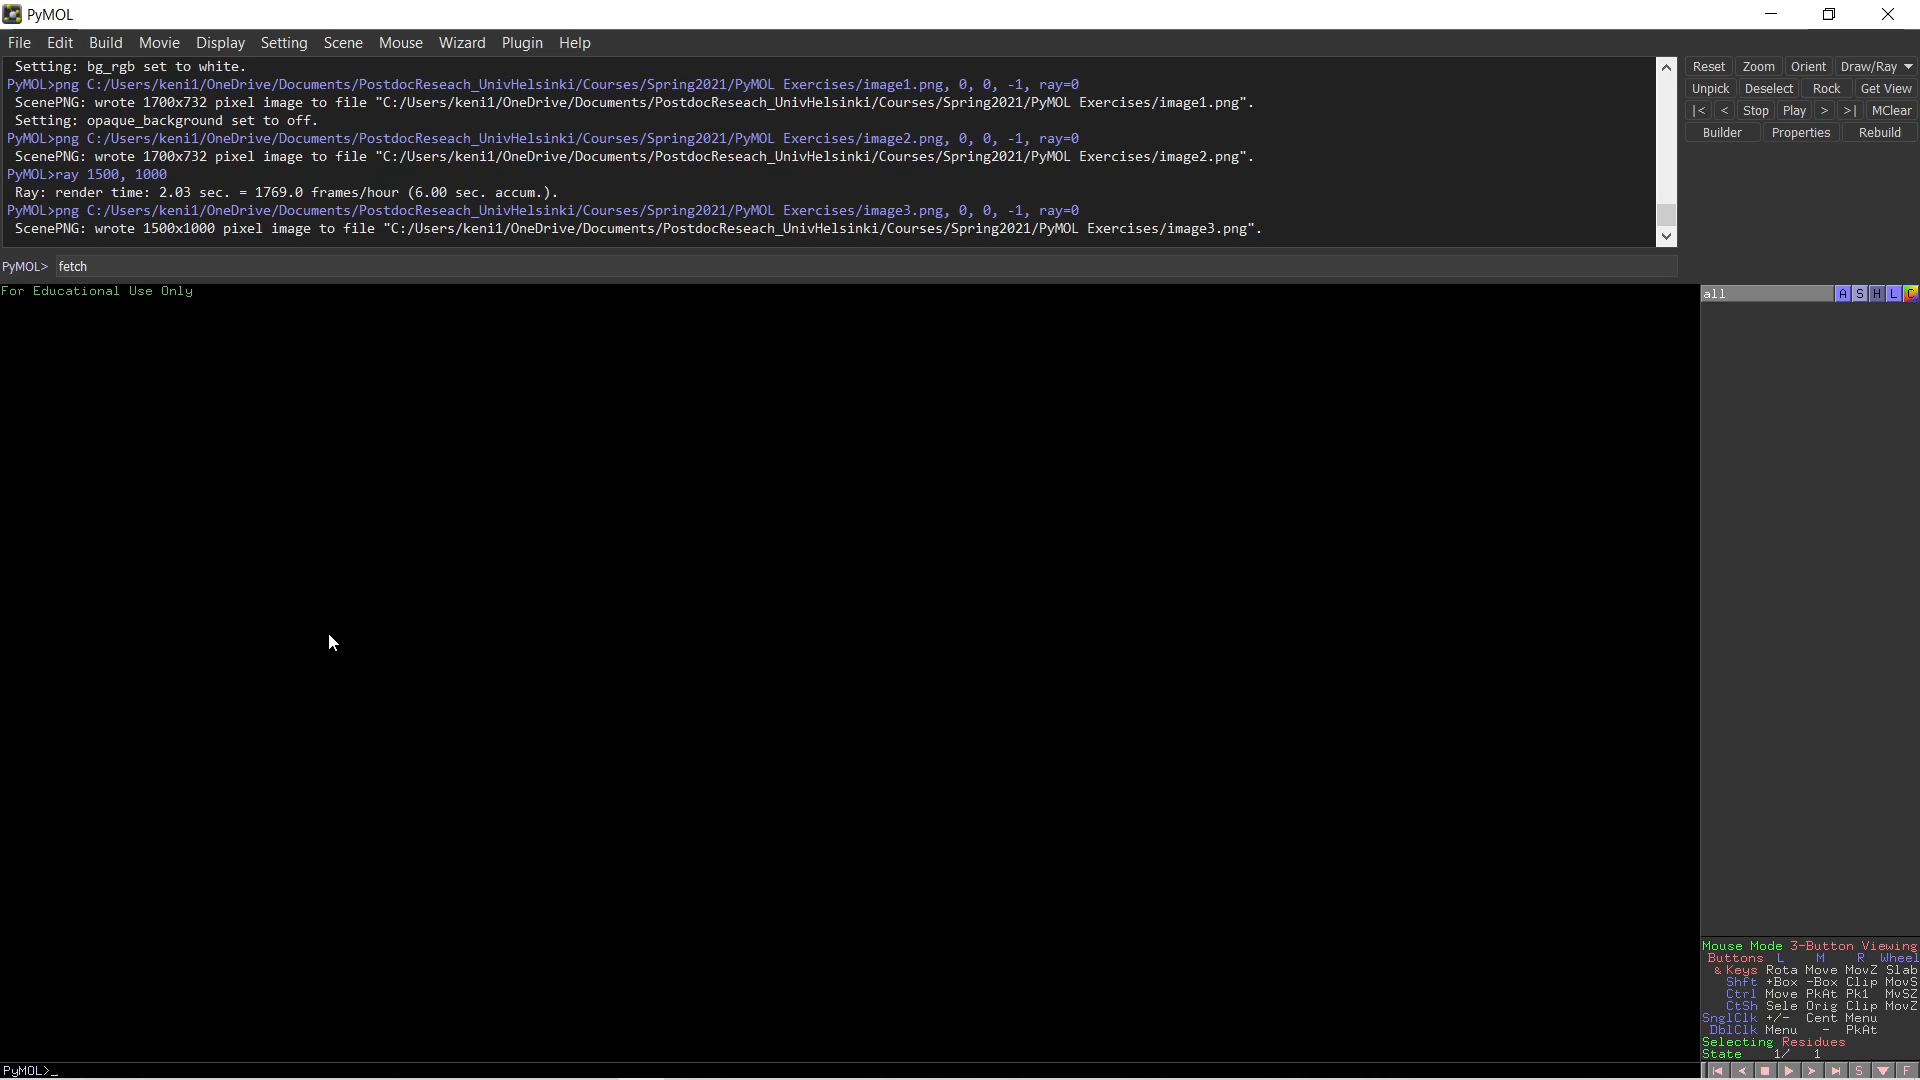 PyMOL
File Edit Build Movie Display Setting Scene Mouse Wizard Plugin Help
Setting: bg_rgb set to white.
PyMOL>png C:/Users/keni1/OneDrive/Documents/PostdocReseach_UnivHelsinki/Courses/Spring2021/PyMOL Exercises/image1.png, 0, 0, -1, ray=0
ScenePNG: wrote 1700x732 pixel image to file "C:/Users/keni1/OneDrive/Documents/PostdocReseach_UnivHelsinki/Courses/Spring2021/PyMOL Exercises/image1.png".
Setting: opaque_background set to off.
PyMOL>png C:/Users/keni1/OneDrive/Documents/PostdocReseach_UnivHelsinki/Courses/Spring2021/PyMOL Exercises/image2.png, 0, 0, -1, ray=0
ScenePNG: wrote 1700x732 pixel image to file "C:/Users/keni1/OneDrive/Documents/PostdocReseach_UnivHelsinki/Courses/Spring2021/PyMOL Exercises/image2.png".
PyMOL>ray 1500, 1000
Ray: render time: 2.03 sec. = 1769.0 frames/hour (6.00 sec. accum.).
PyMOL>png C:/Users/keni1/OneDrive/Documents/PostdocReseach_UnivHelsinki/Courses/Spring2021/PyMOL Exercises/image3.png, 0, 0, -1, ray=0
ScenePNG: wrote 1500x1000 pixel image to file "C:/Users/keni1/OneDrive/Documents/PostdocReseach_UnivHelsinki/Courses/Spring2021/PyMOL Exercises/image3.png".
PyMOL> fetch
Reset Zoom Orient Draw/Ray
Unpick Deselect Rock Get View
|< < Stop Play > >| MClear
Builder Properties Rebuild
For Educational Use Only
all A S H L C
Mouse Mode 3-Button Viewing
Buttons L M R Wheel
& Keys Rota Move MovZ Slab
Shft +Box -Box Clip MovS
Ctrl Move PkAt Pk1 MvSZ
CtSh Sele Orig Clip MovZ
SnglClk +/- Cent Menu
DblClk Menu - PkAt
Selecting Residues
State 1/ 1
PyMOL>_
S F